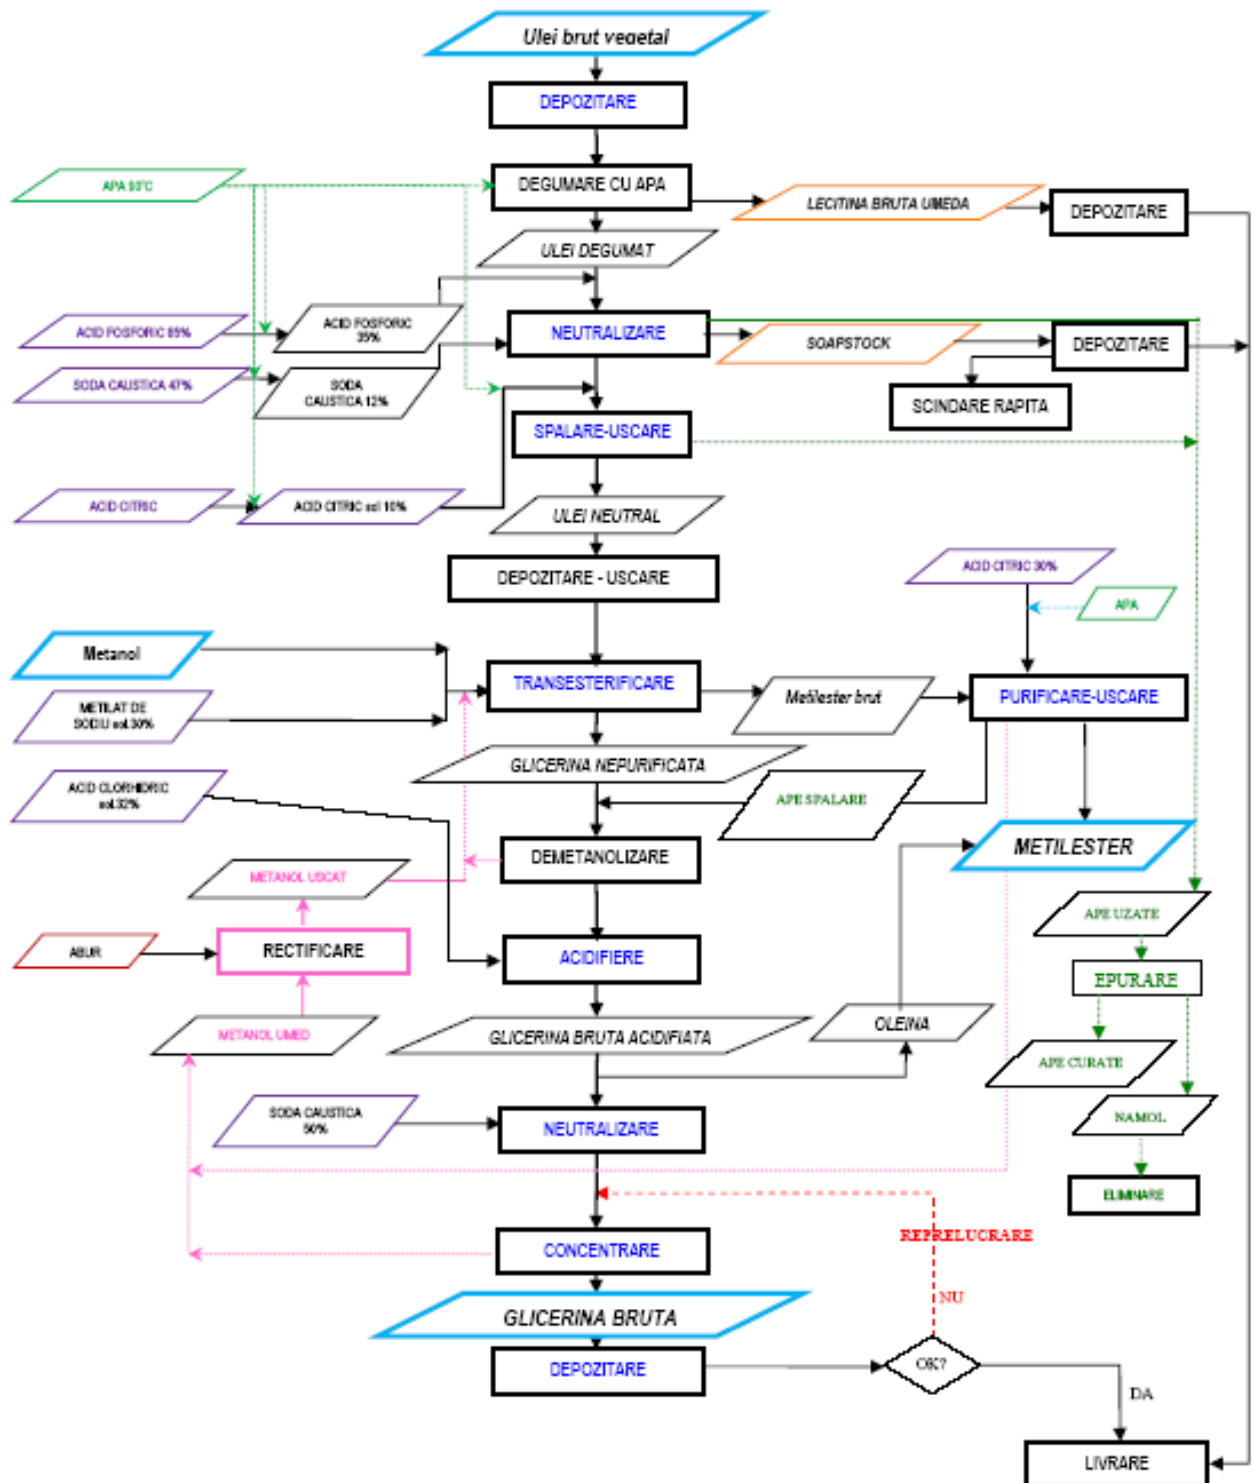 Ulei brut vegetal
DEPOZITARE
APA 90°C
DEGUMARE CU APA
LECITINA BRUTA UMEDA
DEPOZITARE
ULEI DEGUMAT
ACID FOSFORIC 85%
ACID FOSFORIC
35%
NEUTRALIZARE
SOAPSTOCK
DEPOZITARE
SODA CAUSTICA 47%
SODA
CAUSTICA 12%
SCINDARE RAPITA
SPALARE-USCARE
ACID CITRIC
ACID CITRIC sol 10%
ULEI NEUTRAL
DEPOZITARE - USCARE
ACID CITRIC 30%
APA
Metanol
TRANSESTERIFICARE
Metilester brut
PURIFICARE-USCARE
METILAT DE
SODIU sol.30%
GLICERINA NEPURIFICATA
ACID CLORHIDRIC
sol.32%
APE SPALARE
METILESTER
DEMETANOLIZARE
METANOL USCAT
APE UZATE
ABUR
RECTIFICARE
ACIDIFIERE
EPURARE
METANOL UMED
GLICERINA BRUTA ACIDIFIATA
OLEINA
APE CURATE
SODA CAUSTICA
50%
NEUTRALIZARE
NAMOL
ELIMINARE
REPRELUCRARE
CONCENTRARE
NU
GLICERINA BRUTA
DEPOZITARE
OK?
DA
LIVRARE